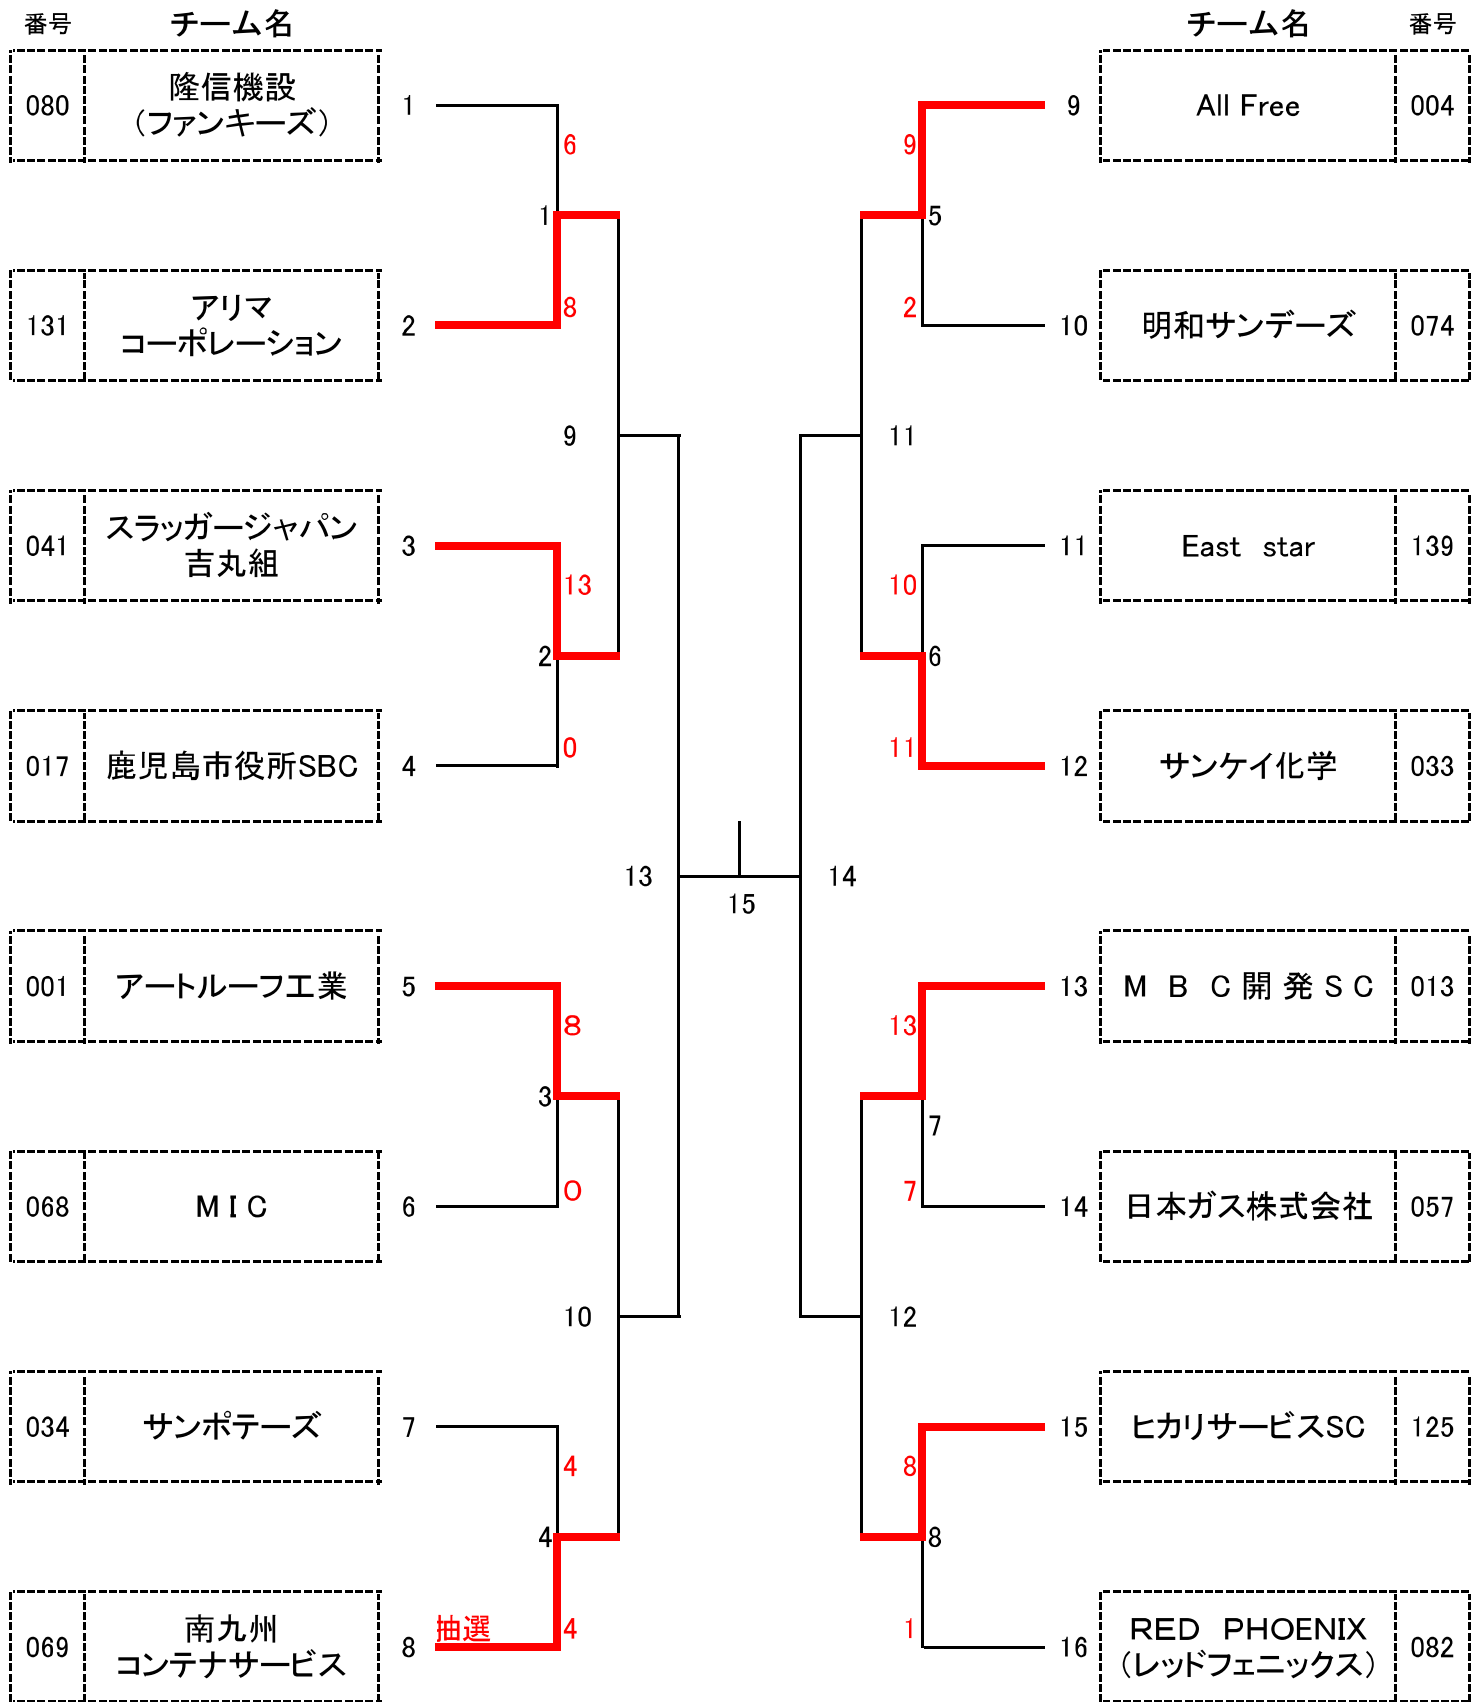 番号 チーム名 チーム名 番号
080 隆信機設 1 9 All Free 004
(ファンキーズ)
6 9
1 5
131 アリマ 2 8 2 10 明和サンデーズ 074
コーポレーション
9 11
041 スラッガージャパン 3 11 East star 139
吉丸組
13 10
2 6
017 鹿児島市役所SBC 4 0 11 12 サンケイ化学 033
13 14
15
001 アートルーフ工業 5 13 MBC開発SC 013
8 13
3 7
068 MIC 6 0 7 14 日本ガス株式会社 057
10 12
034 サンポテーズ 7 15 ヒカリサービスSC 125
4 8
4 8
069 南九州 8 抽選 4 1 16 RED PHOENIX 082
コンテナサービス (レッドフェニックス)